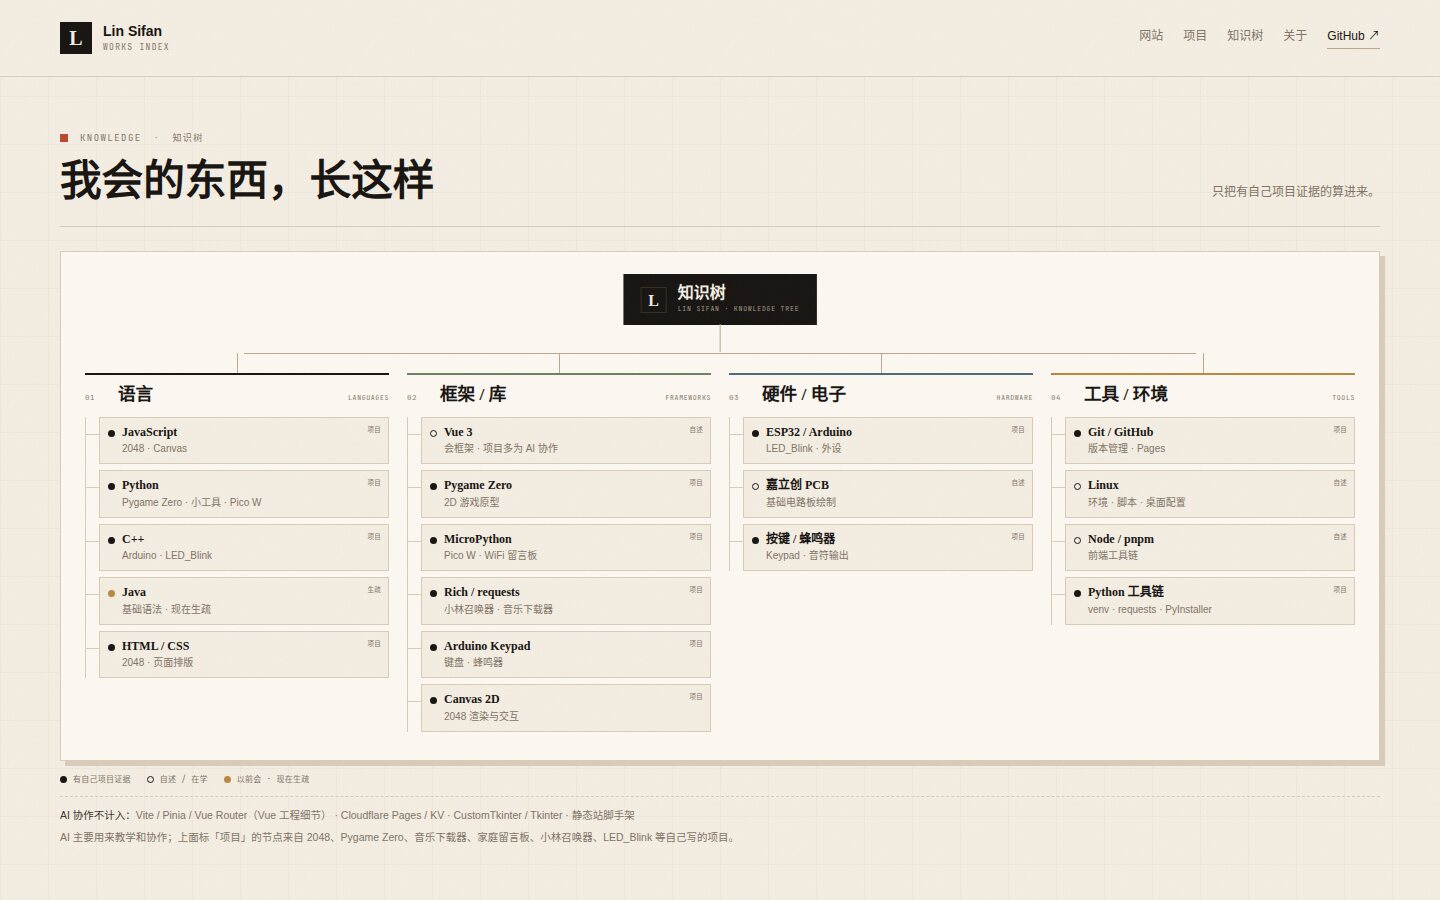 L
Lin Sifan
WORKS INDEX
网站 项目 知识树 关于 GitHub ↗
KNOWLEDGE · 知识树
我会的东西，长这样
只把有自己项目证据的算进来。
L
知识树
LIN SIFAN · KNOWLEDGE TREE
01 语言 LANGUAGES
JavaScript 项目
2048 · Canvas
Python 项目
Pygame Zero · 小工具 · Pico W
C++ 项目
Arduino · LED_Blink
Java 生疏
基础语法 · 现在生疏
HTML / CSS 项目
2048 · 页面排版
02 框架 / 库 FRAMEWORKS
Vue 3 自述
会框架 · 项目多为 AI 协作
Pygame Zero 项目
2D 游戏原型
MicroPython 项目
Pico W · WiFi 留言板
Rich / requests 项目
小林召唤器 · 音乐下载器
Arduino Keypad 项目
键盘 · 蜂鸣器
Canvas 2D 项目
2048 渲染与交互
03 硬件 / 电子 HARDWARE
ESP32 / Arduino 项目
LED_Blink · 外设
嘉立创 PCB 自述
基础电路板绘制
按键 / 蜂鸣器 项目
Keypad · 音符输出
04 工具 / 环境 TOOLS
Git / GitHub 项目
版本管理 · Pages
Linux 自述
环境 · 脚本 · 桌面配置
Node / pnpm 自述
前端工具链
Python 工具链 项目
venv · requests · PyInstaller
有自己项目证据 自述 / 在学 以前会 · 现在生疏
AI 协作不计入：Vite / Pinia / Vue Router（Vue 工程细节） · Cloudflare Pages / KV · CustomTkinter / Tkinter · 静态站脚手架
AI 主要用来教学和协作；上面标「项目」的节点来自 2048、Pygame Zero、音乐下载器、家庭留言板、小林召唤器、LED_Blink 等自己写的项目。